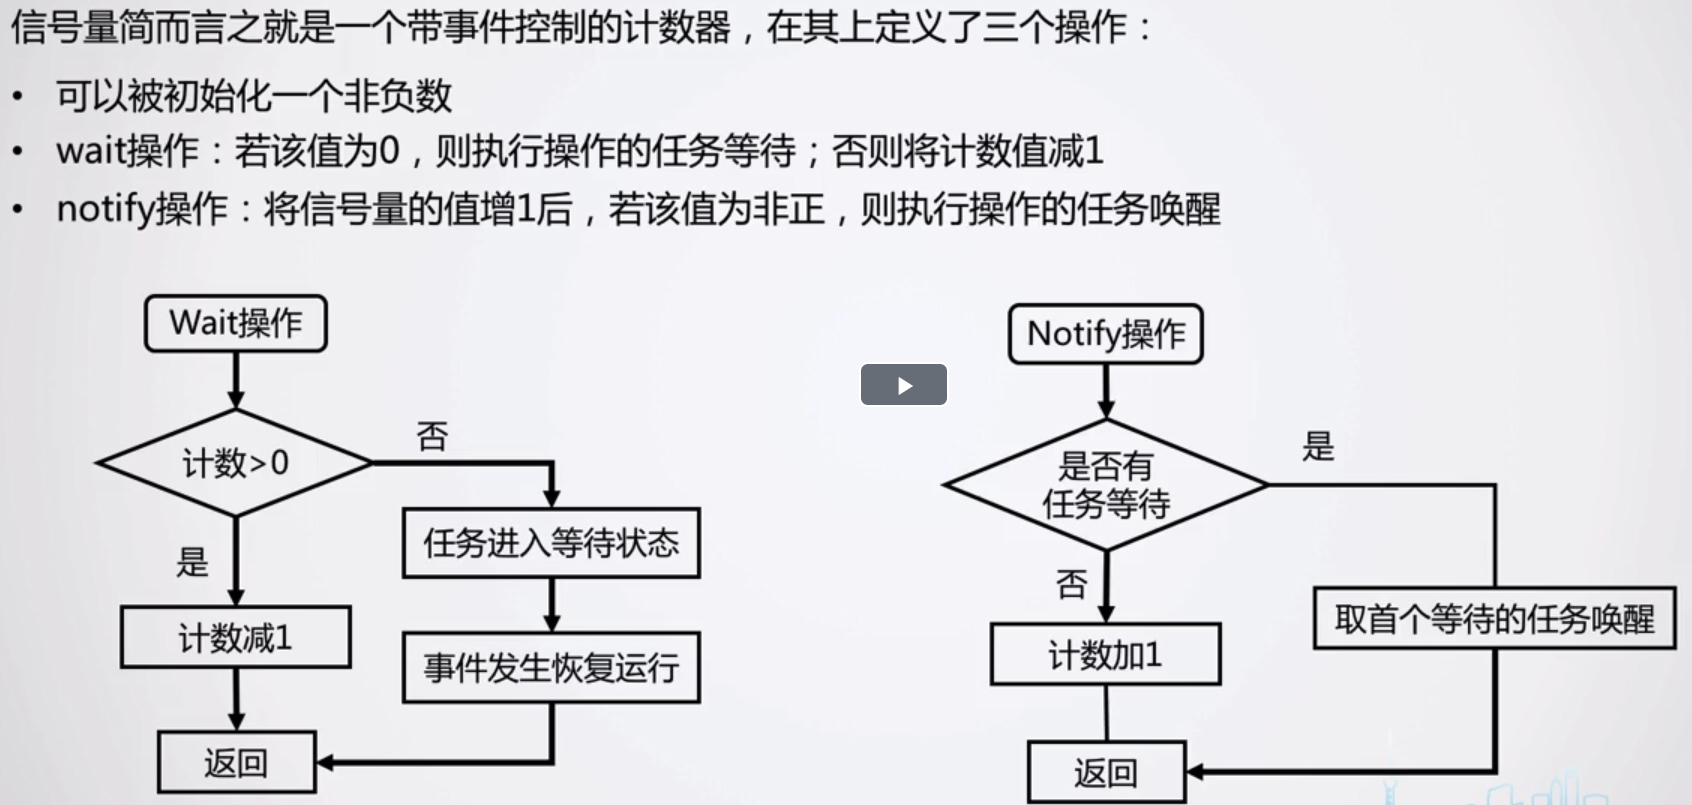 信号量简而言之就是一个带事件控制的计数器，在其上定义了三个操作：
• 可以被初始化一个非负数
• wait操作：若该值为0，则执行操作的任务等待；否则将计数值减1
• notify操作：将信号量的值增1后，若该值为非正，则执行操作的任务唤醒
Wait操作
计数>0
否
任务进入等待状态
是
计数减1
事件发生恢复运行
返回
Notify操作
是否有
任务等待
是
否
取首个等待的任务唤醒
计数加1
返回